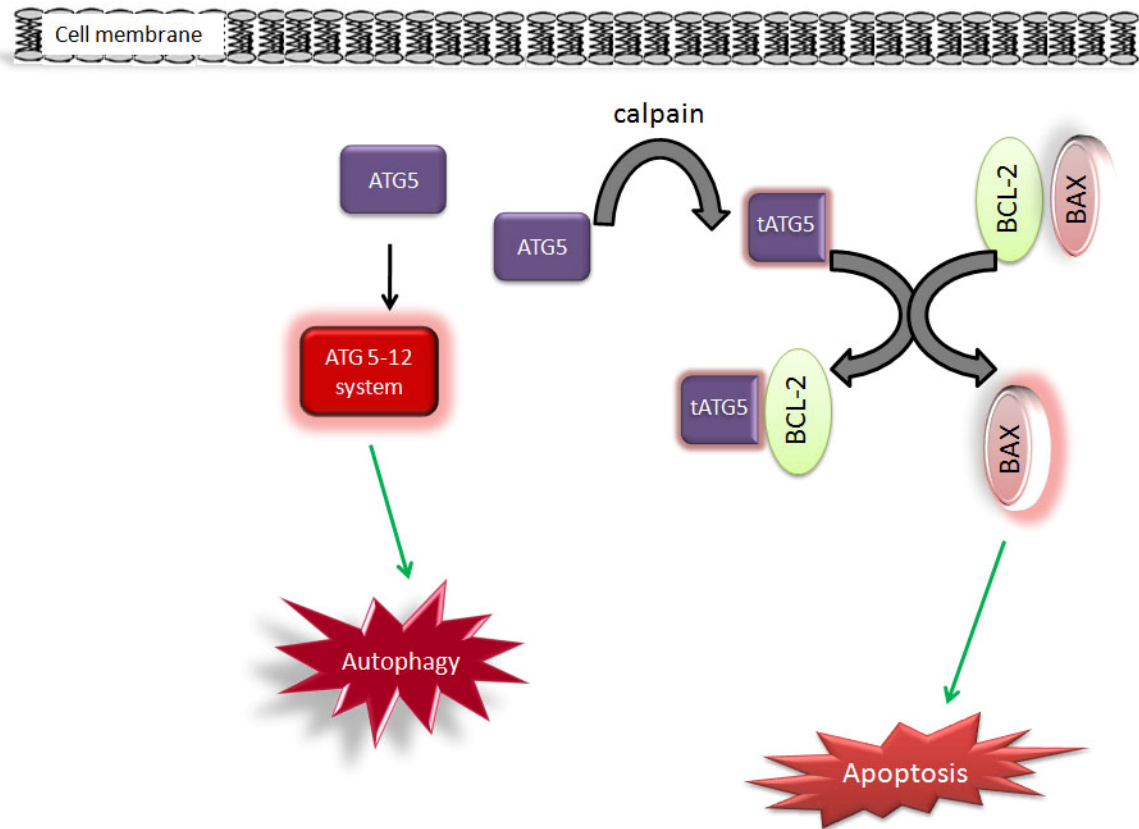 Cell membrane
calpain
ATG5
ATG5
tATG5
BCL-2
BAX
ATG 5-12
system
tATG5
BCL-2
BAX
Autophagy
Apoptosis